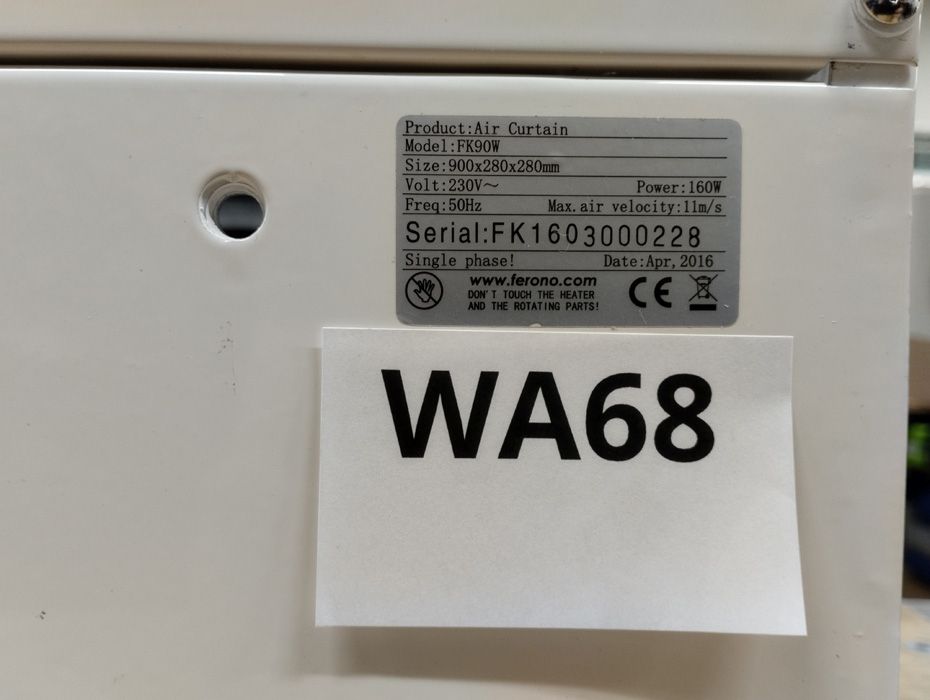 Product:Air Curtain
Model:FK90W
Size:900x280x280mm
Volt:230V～ Power:160W
Freq:50Hz Max.air velocity:11m/s
Serial:FK1603000228
Single phase! Date:Apr,2016
www.ferono.com
DON'T TOUCH THE HEATER
AND THE ROTATING PARTS!
CE
WA68